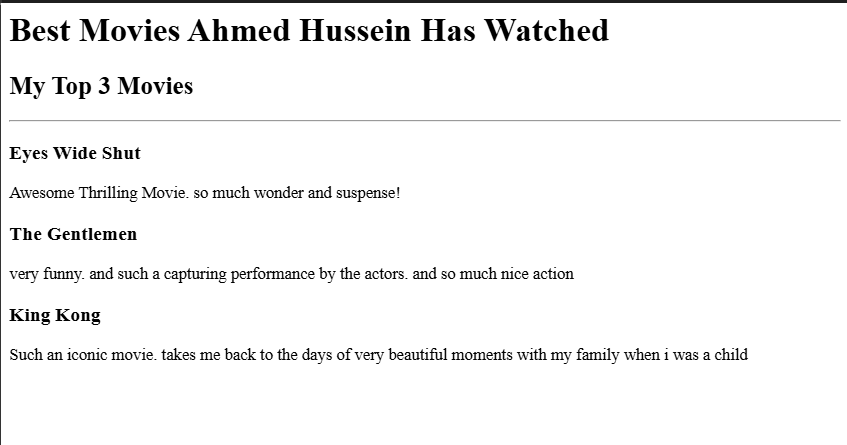 Best Movies Ahmed Hussein Has Watched
My Top 3 Movies
Eyes Wide Shut
Awesome Thrilling Movie. so much wonder and suspense!
The Gentlemen
very funny. and such a capturing performance by the actors. and so much nice action
King Kong
Such an iconic movie. takes me back to the days of very beautiful moments with my family when i was a child